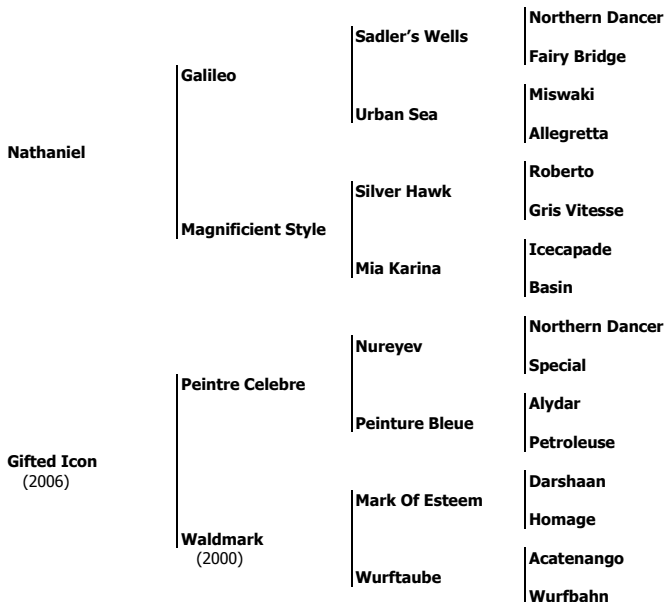 Northern Dancer
Sadler's Wells
Fairy Bridge
Galileo
Miswaki
Urban Sea
Allegretta
Nathaniel
Roberto
Silver Hawk
Gris Vitesse
Magnificient Style
Icecapade
Mia Karina
Basin
Northern Dancer
Nureyev
Special
Peintre Celebre
Alydar
Peinture Bleue
Petroleuse
Gifted Icon
(2006)
Darshaan
Mark Of Esteem
Homage
Waldmark
(2000)
Acatenango
Wurftaube
Wurfbahn